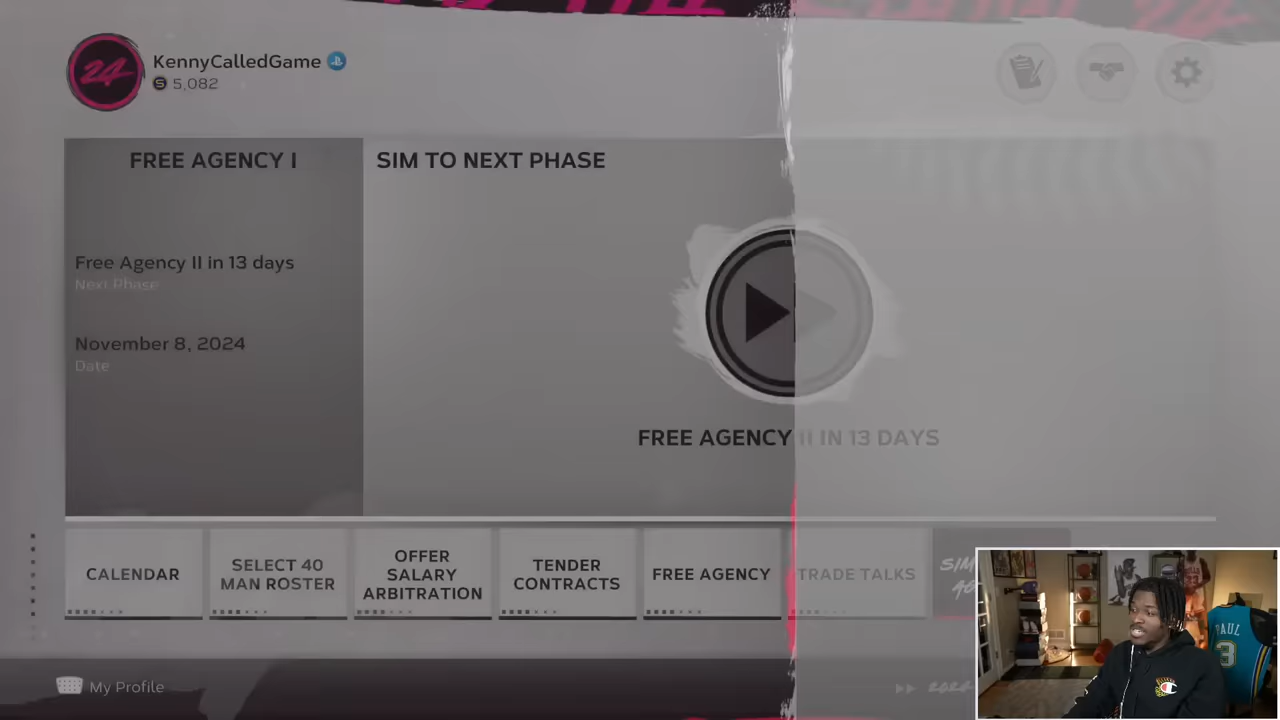 24
KennyCalledGame
S 5,082
FREE AGENCY I
SIM TO NEXT PHASE
Free Agency II in 13 days
Next Phase
November 8, 2024
Date
FREE AGENCY II IN 13 DAYS
CALENDAR
SELECT 40
MAN ROSTER
OFFER
SALARY
ARBITRATION
TENDER
CONTRACTS
FREE AGENCY
TRADE TALKS
SIM
My Profile
PAUL
3